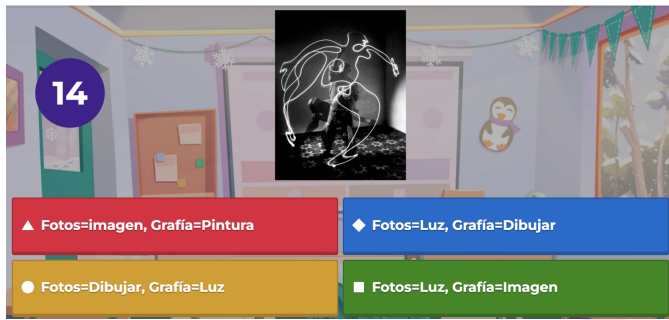 14
▲ Fotos=imagen, Grafía=Pintura
◆ Fotos=Luz, Grafía=Dibujar
● Fotos=Dibujar, Grafía=Luz
■ Fotos=Luz, Grafía=Imagen